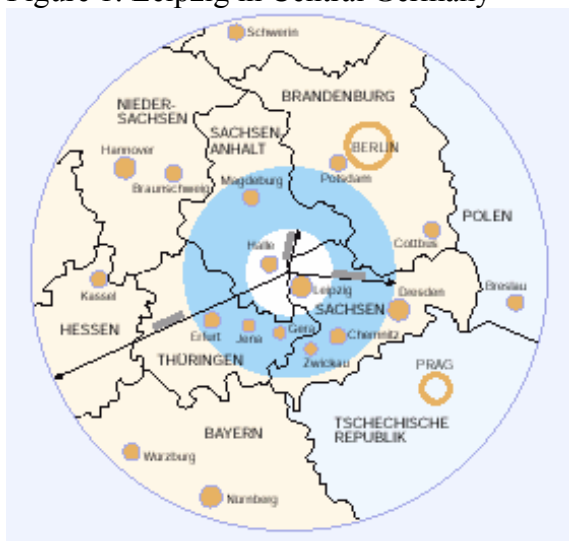 Figure 1: Leipzig in Central Germany
Schwerin
BRANDENBURG
NIEDER-
SACHSEN
SACHSEN
ANHALT
BERLIN
Hannover
Braunschweig
Potsdam
Magdeburg
POLEN
Cottbus
Halle
Kassel
Leipzig
Dresden
Breslau
SACHSEN
HESSEN
Erfurt
Jena
Gera
Chemnitz
THÜRINGEN
Zwickau
PRAG
TSCHECHISCHE
REPUBLIK
BAYERN
Wurzburg
Nürnberg